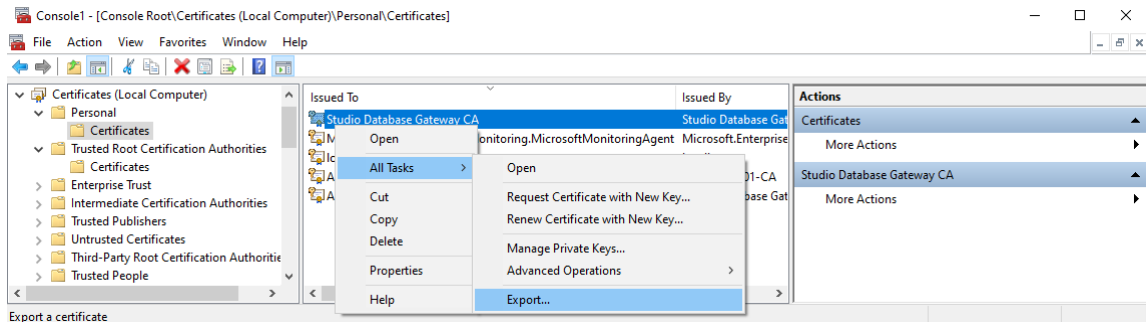 Console1 - [Console Root\Certificates (Local Computer)\Personal\Certificates]
File Action View Favorites Window Help
Certificates (Local Computer)
Personal
Certificates
Trusted Root Certification Authorities
Certificates
Enterprise Trust
Intermediate Certification Authorities
Trusted Publishers
Untrusted Certificates
Third-Party Root Certification Authoritie
Trusted People
Issued To Issued By
Studio Database Gateway CA Studio Database Gat
M onitoring.MicrosoftMonitoringAgent Microsoft.Enterprise
Ic
A 01-CA
A base Gat
Open
All Tasks
Cut
Copy
Delete
Properties
Help
Open
Request Certificate with New Key...
Renew Certificate with New Key...
Manage Private Keys...
Advanced Operations
Export...
Actions
Certificates
More Actions
Studio Database Gateway CA
More Actions
Export a certificate